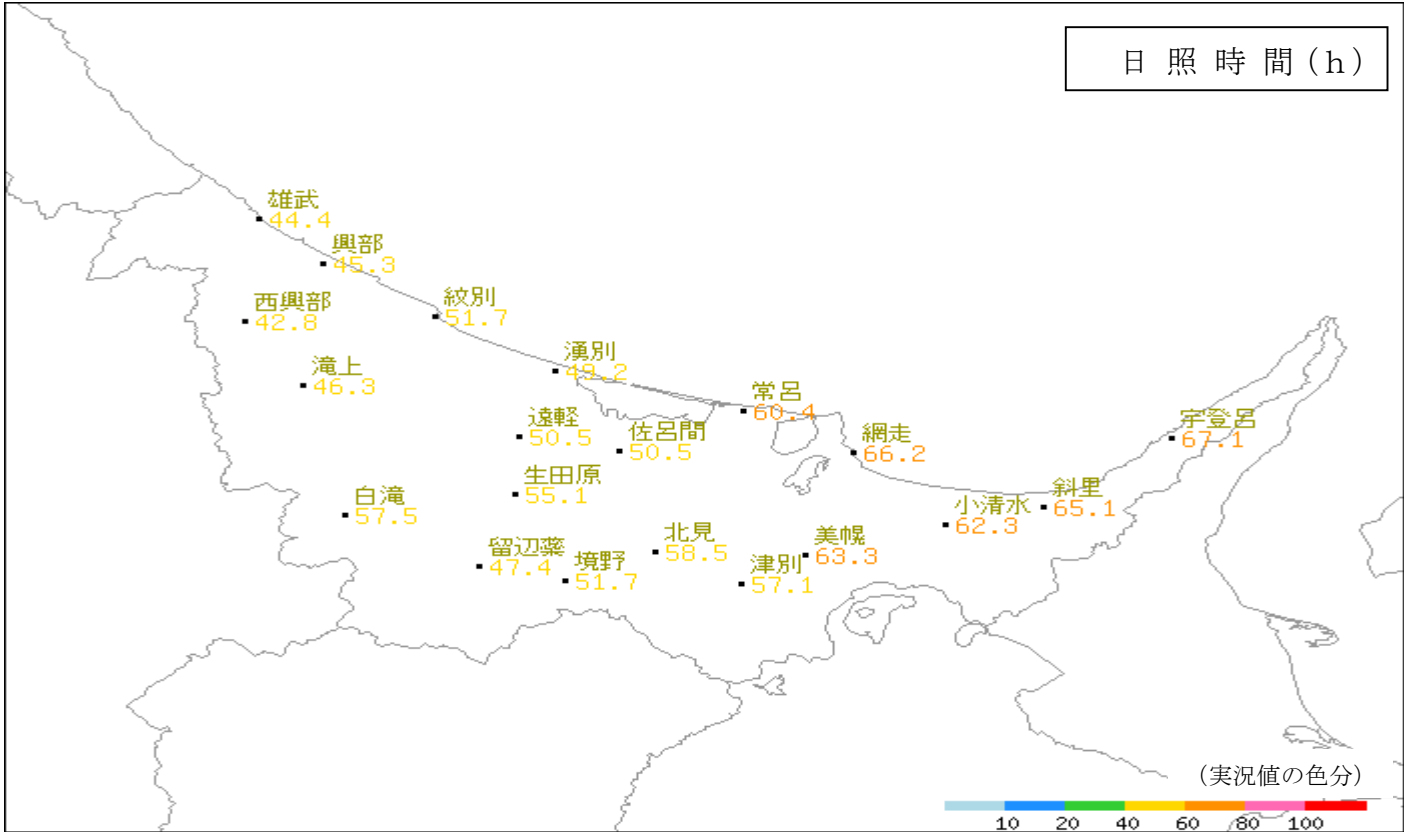 日照時間(h)
雄武
44.4
興部
45.3
西興部
42.8
紋別
51.7
滝上
46.3
湧別
49.2
常呂
60.4
遠軽
50.5
佐呂間
50.5
網走
66.2
宇登呂
67.1
生田原
55.1
白滝
57.5
斜里
65.1
小清水
62.3
北見
58.5
美幌
63.3
留辺蘂
47.4
境野
51.7
津別
57.1
(実況値の色分)
10 20 40 60 80 100